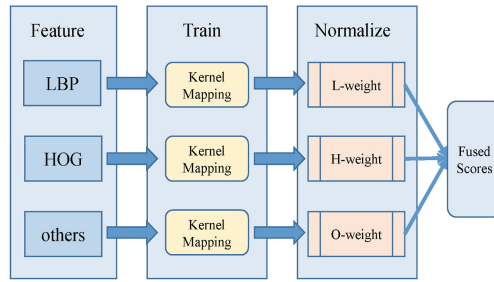 Feature
Train
Normalize
LBP
Kernel
Mapping
L-weight
HOG
Kernel
Mapping
H-weight
Fused
Scores
others
Kernel
Mapping
O-weight